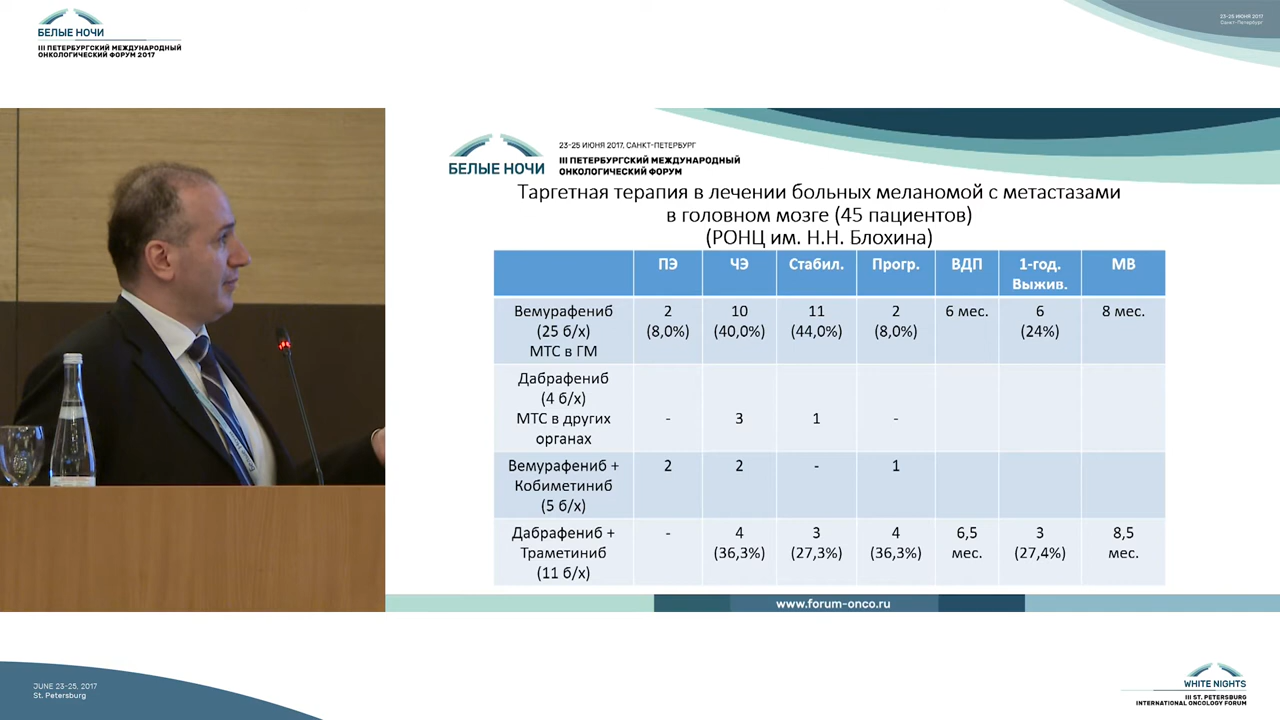 БЕЛЫЕ НОЧИ
III ПЕТЕРБУРГСКИЙ МЕЖДУНАРОДНЫЙ
ОНКОЛОГИЧЕСКИЙ ФОРУМ 2017
23-25 ИЮНЯ 2017
Санкт-Петербург
БЕЛЫЕ НОЧИ
23-25 ИЮНЯ 2017, САНКТ-ПЕТЕРБУРГ
III ПЕТЕРБУРГСКИЙ МЕЖДУНАРОДНЫЙ
ОНКОЛОГИЧЕСКИЙ ФОРУМ
Таргетная терапия в лечении больных меланомой с метастазами
в головном мозге (45 пациентов)
(РОНЦ им. Н.Н. Блохина)
ПЭ ЧЭ Стабил. Прогр. ВДП 1-год. МВ
Выжив.
Вемурафениб 2 10 11 2 6 мес. 6 8 мес.
(25 б/х) (8,0%) (40,0%) (44,0%) (8,0%) (24%)
МТС в ГМ
Дабрафениб
(4 б/х)
МТС в других - 3 1 -
органах
Вемурафениб + 2 2 - 1
Кобиметиниб
(5 б/х)
Дабрафениб + - 4 3 4 6,5 3 8,5
Траметиниб (36,3%) (27,3%) (36,3%) мес. (27,4%) мес.
(11 б/х)
www.forum-onco.ru
JUNE 23-25, 2017
St. Petersburg
WHITE NIGHTS
III ST. PETERSBURG
INTERNATIONAL ONCOLOGY FORUM